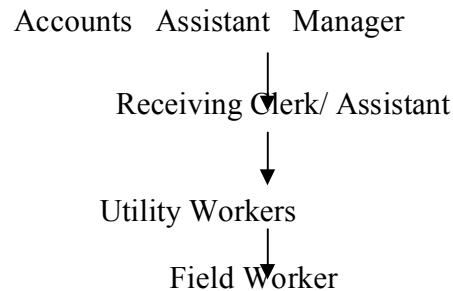 Accounts Assistant Manager
Receiving Clerk/ Assistant
Utility Workers
Field Worker